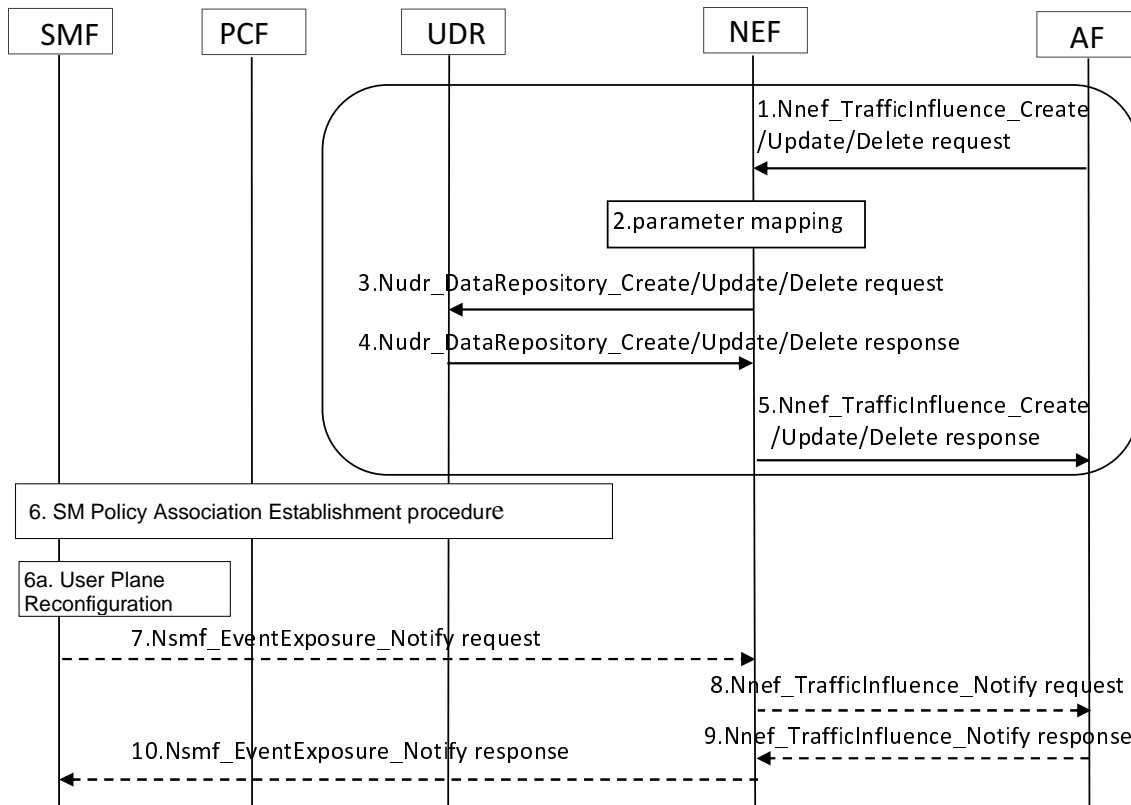 SMF
PCF
UDR
NEF
AF
1.Nnef_TrafficInfluence_Create
/Update/Delete request
2.parameter mapping
3.Nudr_DataRepository_Create/Update/Delete request
4.Nudr_DataRepository_Create/Update/Delete response
5.Nnef_TrafficInfluence_Create
/Update/Delete response
6. SM Policy Association Establishment procedure
6a. User Plane
Reconfiguration
7.Nsmf_EventExposure_Notify request
8.Nnef_TrafficInfluence_Notify request
9.Nnef_TrafficInfluence_Notify response
10.Nsmf_EventExposure_Notify response